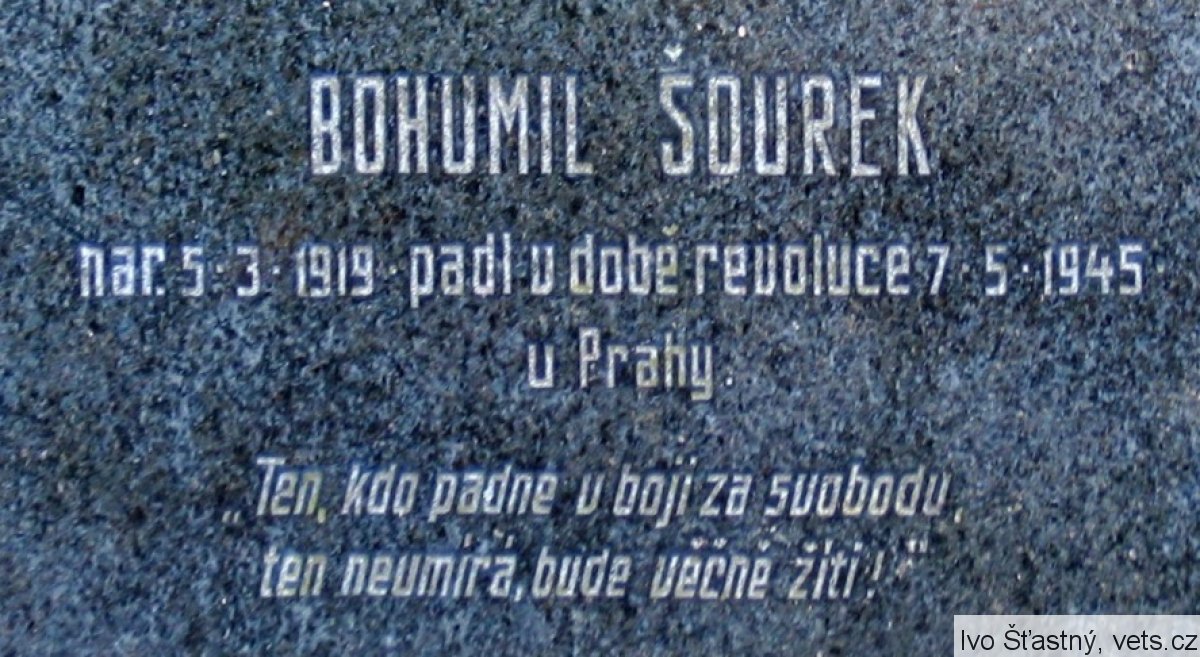 BOHUMIL ŠOUREK
nar. 5 · 3 · 1919 padl v době revoluce 7 · 5 · 1945 ·
u Prahy.
„Ten, kdo padne v boji za svobodu,
ten neumírá, bude věčně žíti!"
Ivo Šťastný, vets.cz